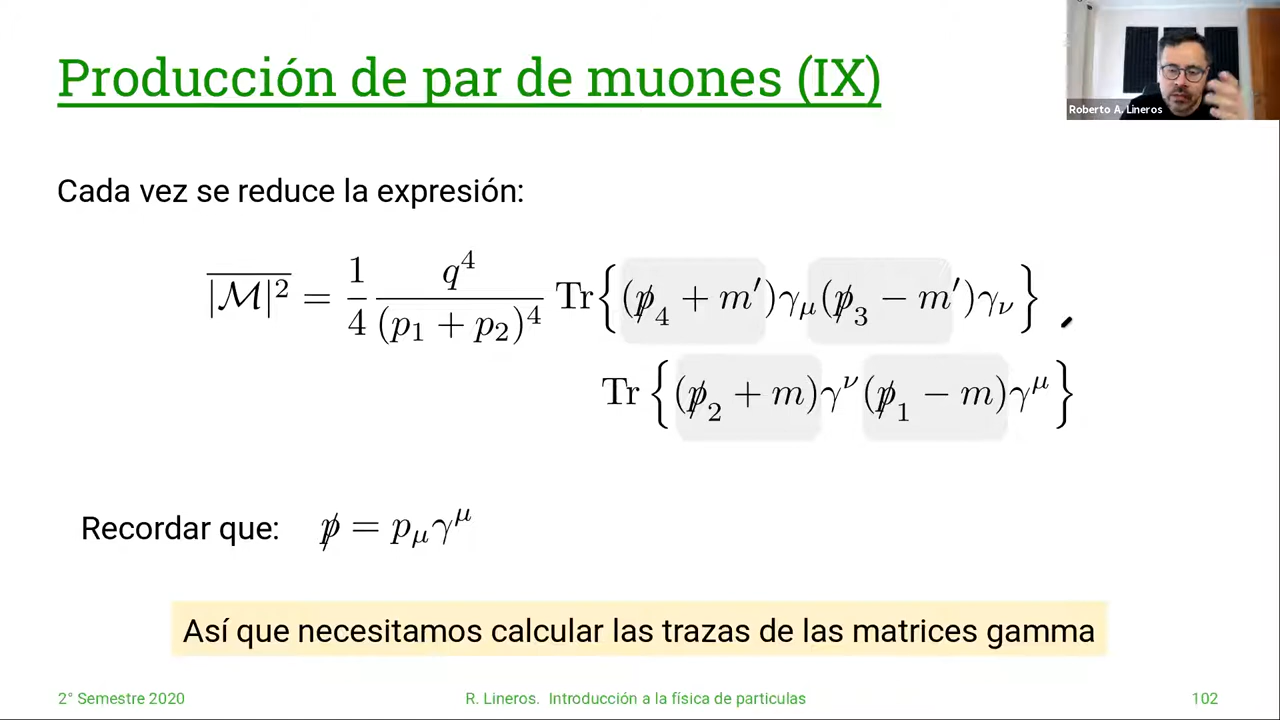 Producción de par de muones (IX)
Roberto A. Lineros
Cada vez se reduce la expresión:
$\overline{|\mathcal{M}|^2} = \frac{1}{4} \frac{q^4}{(p_1 + p_2)^4} \mathrm{Tr}\left\{(\not{p}_4 + m')\gamma_\mu(\not{p}_3 - m')\gamma_\nu\right\}$
$\mathrm{Tr}\left\{(\not{p}_2 + m)\gamma^\nu(\not{p}_1 - m)\gamma^\mu\right\}$
Recordar que: $\not{p} = p_\mu\gamma^\mu$
Así que necesitamos calcular las trazas de las matrices gamma
2° Semestre 2020
R. Lineros. Introducción a la física de particulas
102